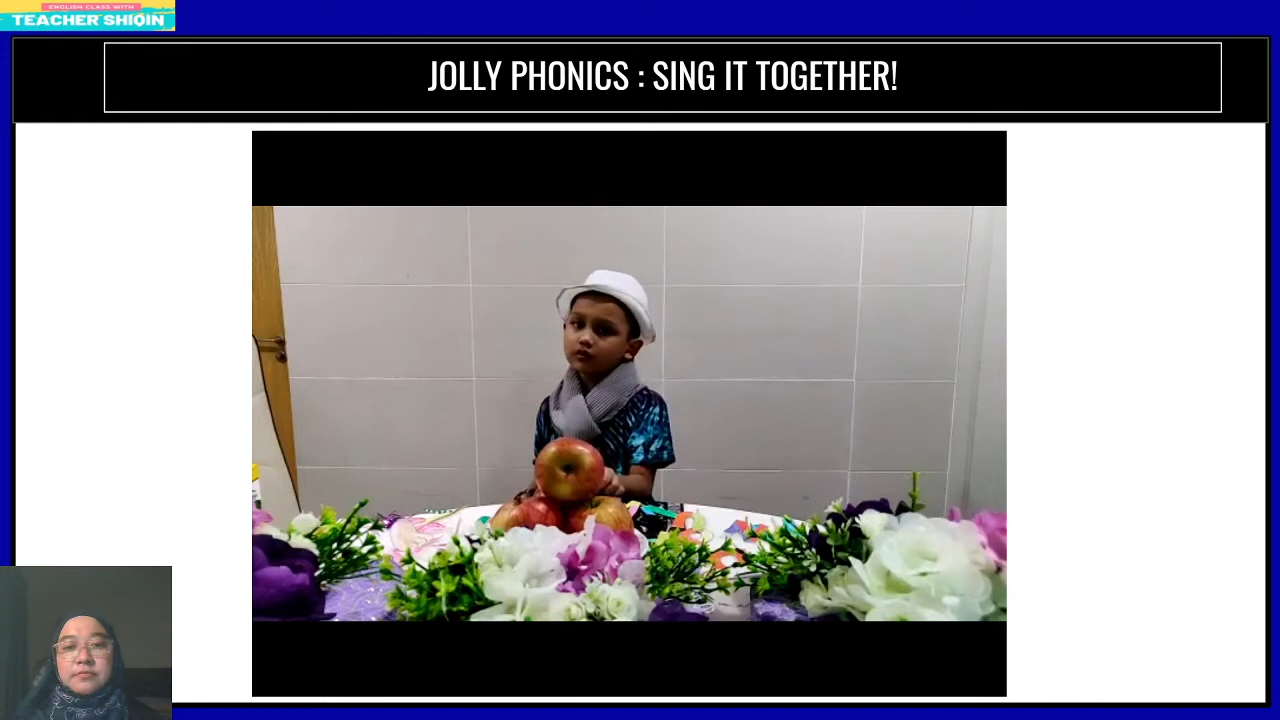 ENGLISH CLASS WITH
TEACHER SHIQIN
JOLLY PHONICS : SING IT TOGETHER!